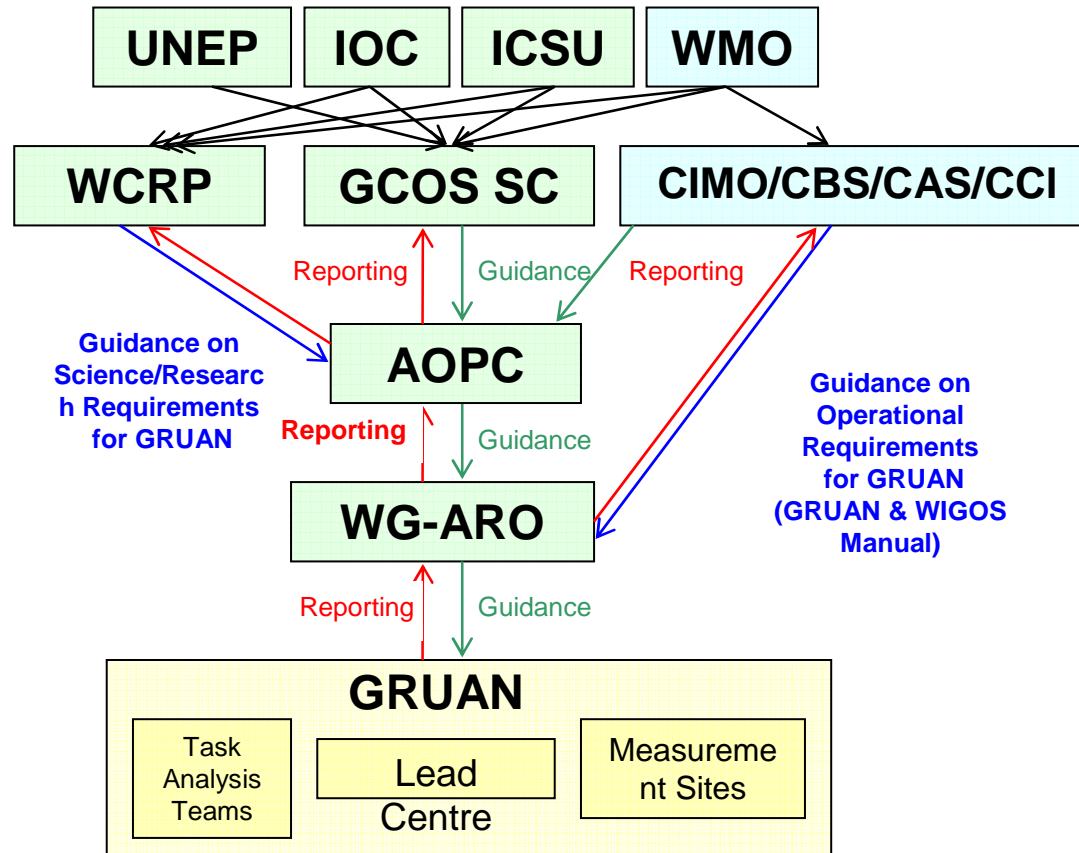 UNEP
IOC
ICSU
WMO
WCRP
GCOS SC
CIMO/CBS/CAS/CCI
Reporting
Guidance
Reporting
Guidance on
Science/Researc
h Requirements
for GRUAN
AOPC
Guidance on
Operational
Requirements
for GRUAN
(GRUAN & WIGOS
Manual)
Reporting
Guidance
WG-ARO
Reporting
Guidance
GRUAN
Task
Analysis
Teams
Lead
Centre
Measureme
nt Sites